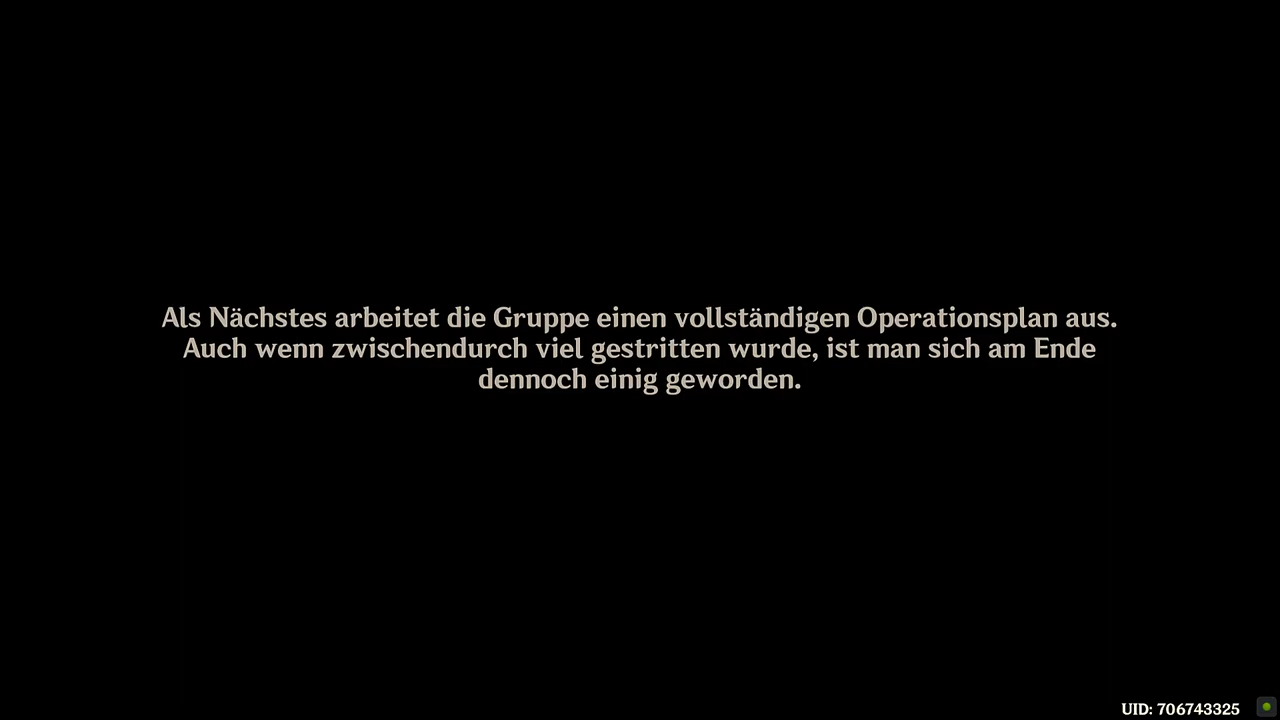 Als Nächstes arbeitet die Gruppe einen vollständigen Operationsplan aus.
Auch wenn zwischendurch viel gestritten wurde, ist man sich am Ende
dennoch einig geworden.
UID: 706743325